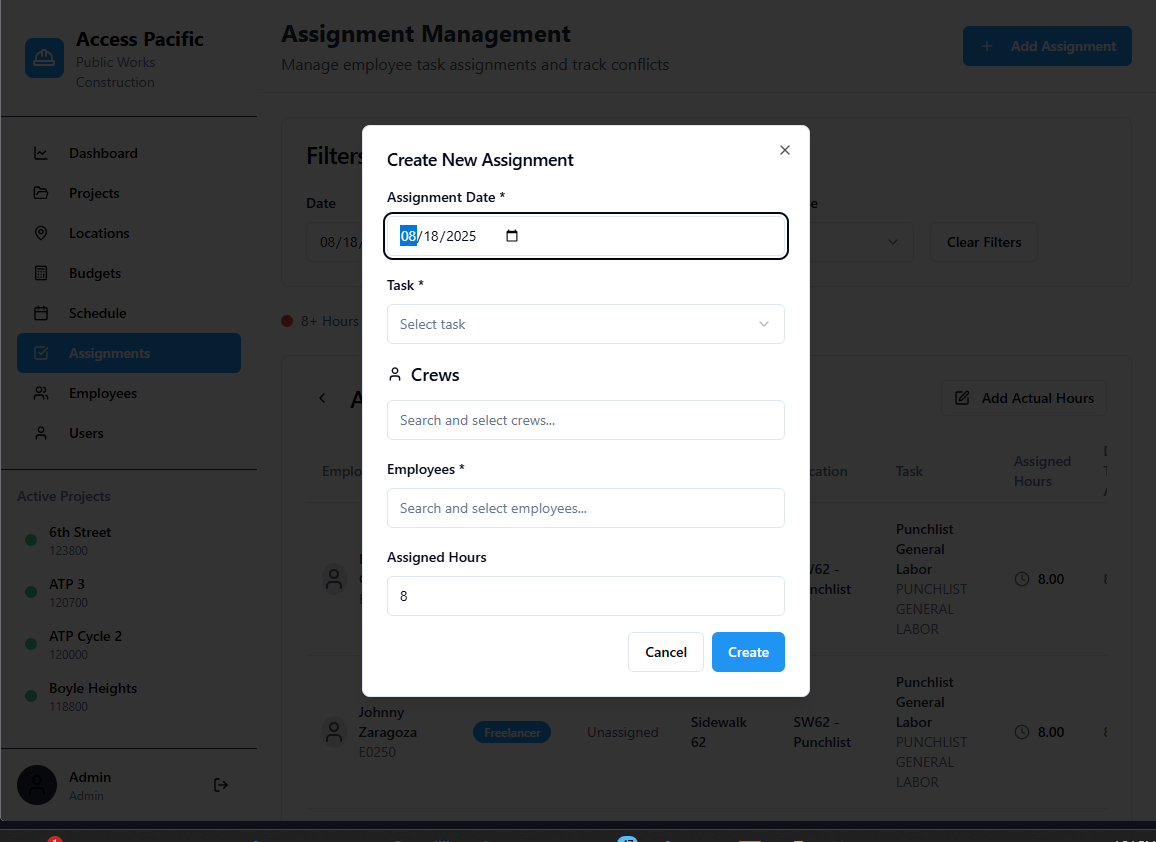 Access Pacific
Public Works
Construction
Assignment Management
Manage employee task assignments and track conflicts
Add Assignment
Dashboard
Projects
Locations
Budgets
Schedule
Assignments
Employees
Users
Active Projects
6th Street
123800
ATP 3
120700
ATP Cycle 2
120000
Boyle Heights
118800
Admin
Admin
Filters
Date
08/18/
Clear Filters
8+ Hours
Add Actual Hours
Create New Assignment
Assignment Date *
08/18/2025
Task *
Select task
Crews
Search and select crews...
Employees *
Search and select employees...
Assigned Hours
8
Cancel
Create
Task
Assigned
Hours
Punchlist
General
Labor
PUNCHLIST
GENERAL
LABOR
8.00
Johnny
Zaragoza
E0250
Freelancer
Unassigned
Sidewalk
62
SW62 -
Punchlist
Punchlist
General
Labor
PUNCHLIST
GENERAL
LABOR
8.00